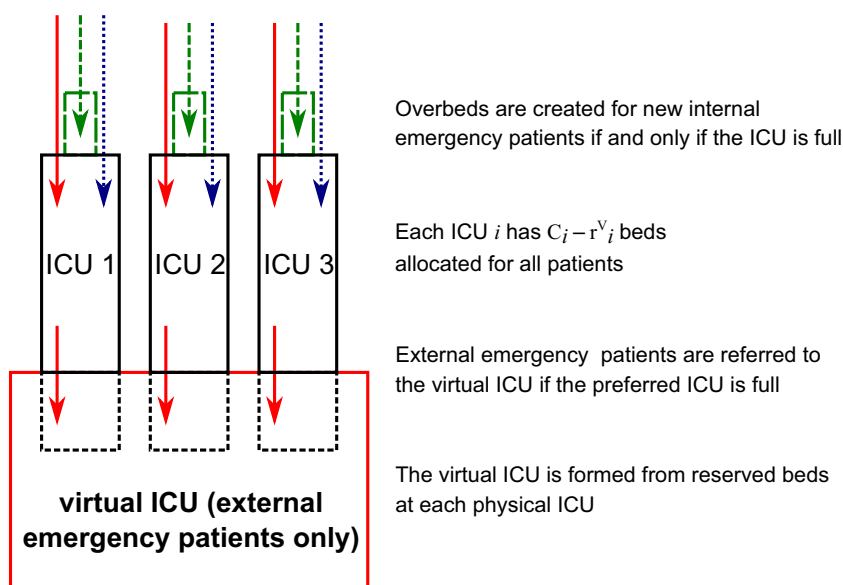 Overbeds are created for new internal
emergency patients if and only if the ICU is full
ICU 1
ICU 2
ICU 3
Each ICU i has Cᵢ – rⱽᵢ beds
allocated for all patients
External emergency patients are referred to
the virtual ICU if the preferred ICU is full
The virtual ICU is formed from reserved beds
at each physical ICU
virtual ICU (external
emergency patients only)